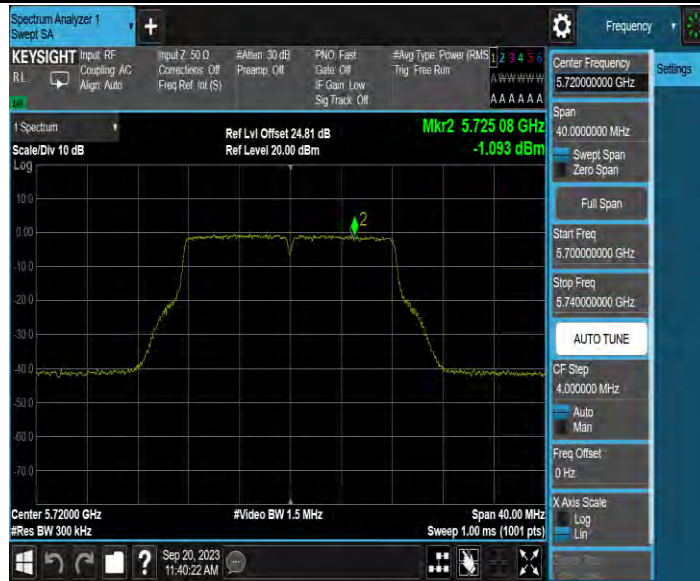 Spectrum Analyzer 1
Swept SA
+
Frequency
KEYSIGHT
RL
Input: RF
Coupling: AC
Align: Auto
Input Z: 50 Ω
Corrections: Off
Freq Ref: Int (S)
#Atten: 30 dB
Preamp: Off
PNO: Fast
Gate: Off
IF Gain: Low
Sig Track: Off
#Avg Type: Power (RMS
Trig: Free Run
1 2 3 4 5 6
A W W W W W
A A A A A A
1 Spectrum
Scale/Div 10 dB
Log
Ref Lvl Offset 24.81 dB
Ref Level 20.00 dBm
Mkr2 5.725 08 GHz
-1.093 dBm
10.0
0.00
-10.0
-20.0
-30.0
-40.0
-50.0
-60.0
-70.0
2
Center 5.72000 GHz
#Res BW 300 kHz
#Video BW 1.5 MHz
Span 40.00 MHz
Sweep 1.00 ms (1001 pts)
?
Sep 20, 2023
11:40:22 AM
Center Frequency
5.720000000 GHz
Settings
Span
40.0000000 MHz
Swept Span
Zero Span
Full Span
Start Freq
5.700000000 GHz
Stop Freq
5.740000000 GHz
AUTO TUNE
CF Step
4.000000 MHz
Auto
Man
Freq Offset
0 Hz
X Axis Scale
Log
Lin